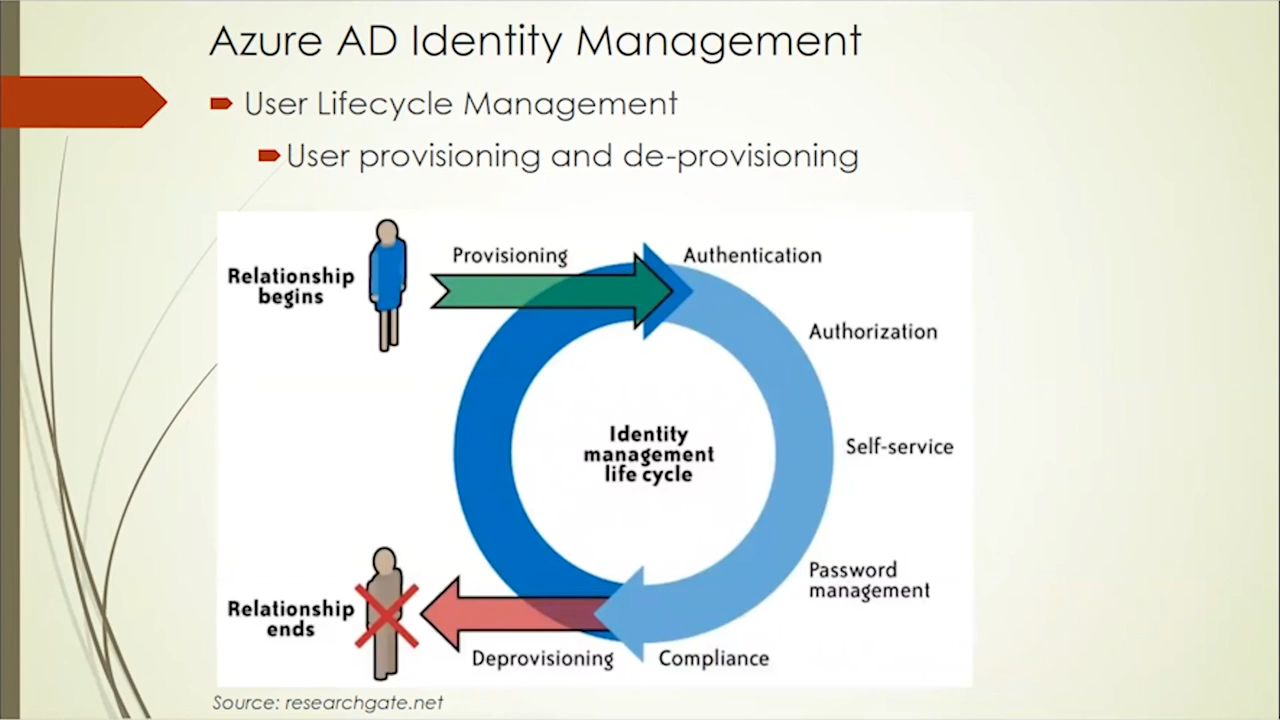 Azure AD Identity Management
User Lifecycle Management
User provisioning and de-provisioning
Relationship
begins
Provisioning
Authentication
Authorization
Self-service
Identity
management
life cycle
Password
management
Relationship
ends
Deprovisioning
Compliance
Source: researchgate.net